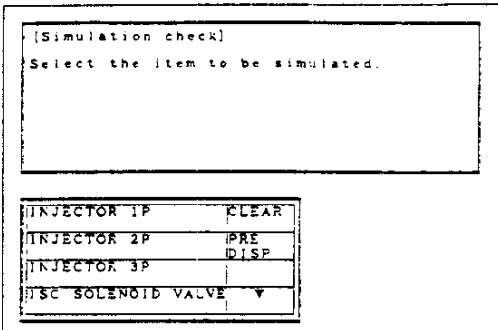 [Simulation check]
Select the item to be simulated.
INJECTOR 1P CLEAR
INJECTOR 2P PRE DISP
INJECTOR 3P
ISC SOLENOID VALVE ▼